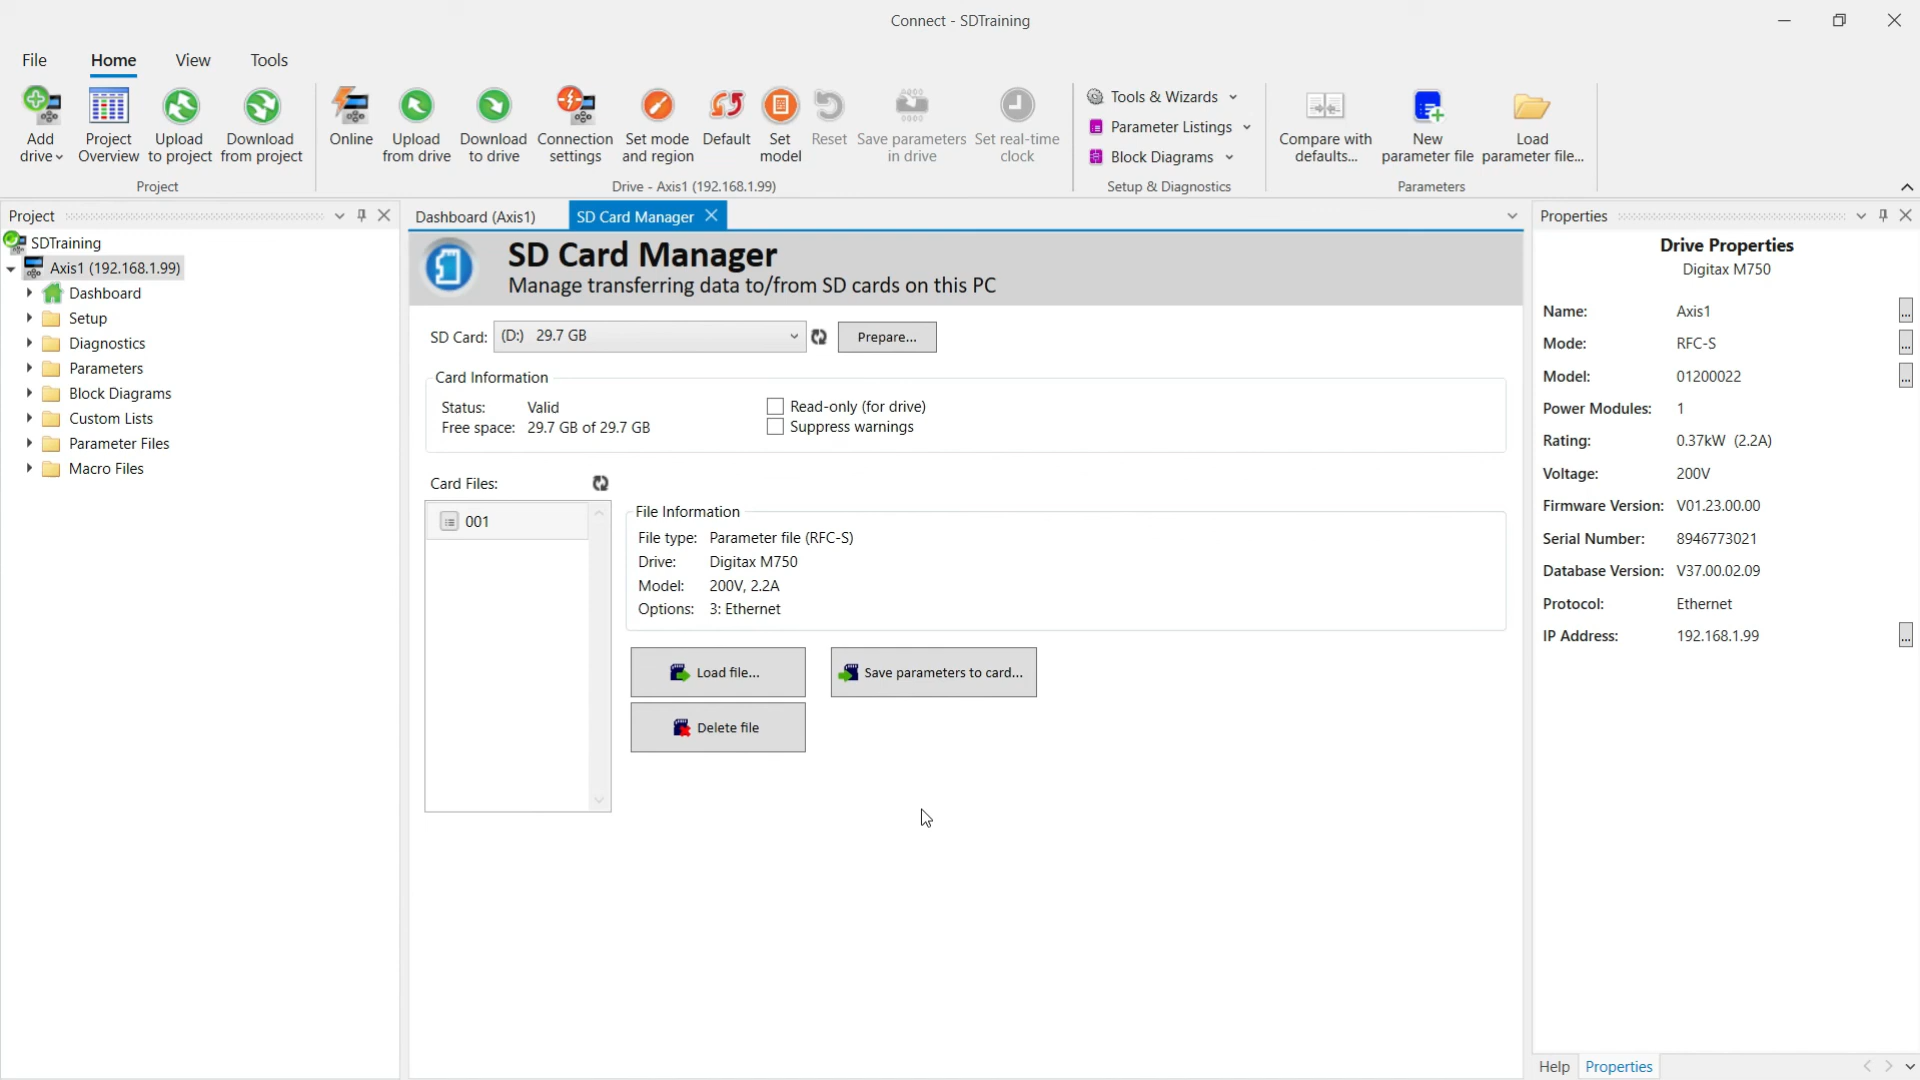 Connect - SDTraining
File Home View Tools
Add drive
Project Overview
Upload to project
Download from project
Project
Online
Upload from drive
Download to drive
Connection settings
Set mode and region
Default
Set model
Reset
Save parameters in drive
Set real-time clock
Drive - Axis1 (192.168.1.99)
Tools & Wizards
Parameter Listings
Block Diagrams
Setup & Diagnostics
Compare with defaults...
New parameter file
Load parameter file...
Parameters
Project
SDTraining
Axis1 (192.168.1.99)
Dashboard
Setup
Diagnostics
Parameters
Block Diagrams
Custom Lists
Parameter Files
Macro Files
Dashboard (Axis1)
SD Card Manager
SD Card Manager
Manage transferring data to/from SD cards on this PC
SD Card: (D:) 29.7 GB Prepare...
Card Information
Status: Valid
Free space: 29.7 GB of 29.7 GB
Read-only (for drive)
Suppress warnings
Card Files:
001
File Information
File type: Parameter file (RFC-S)
Drive: Digitax M750
Model: 200V, 2.2A
Options: 3: Ethernet
Load file...
Save parameters to card...
Delete file
Properties
Drive Properties
Digitax M750
Name: Axis1 ...
Mode: RFC-S ...
Model: 01200022 ...
Power Modules: 1
Rating: 0.37kW (2.2A)
Voltage: 200V
Firmware Version: V01.23.00.00
Serial Number: 8946773021
Database Version: V37.00.02.09
Protocol: Ethernet
IP Address: 192.168.1.99 ...
Help Properties